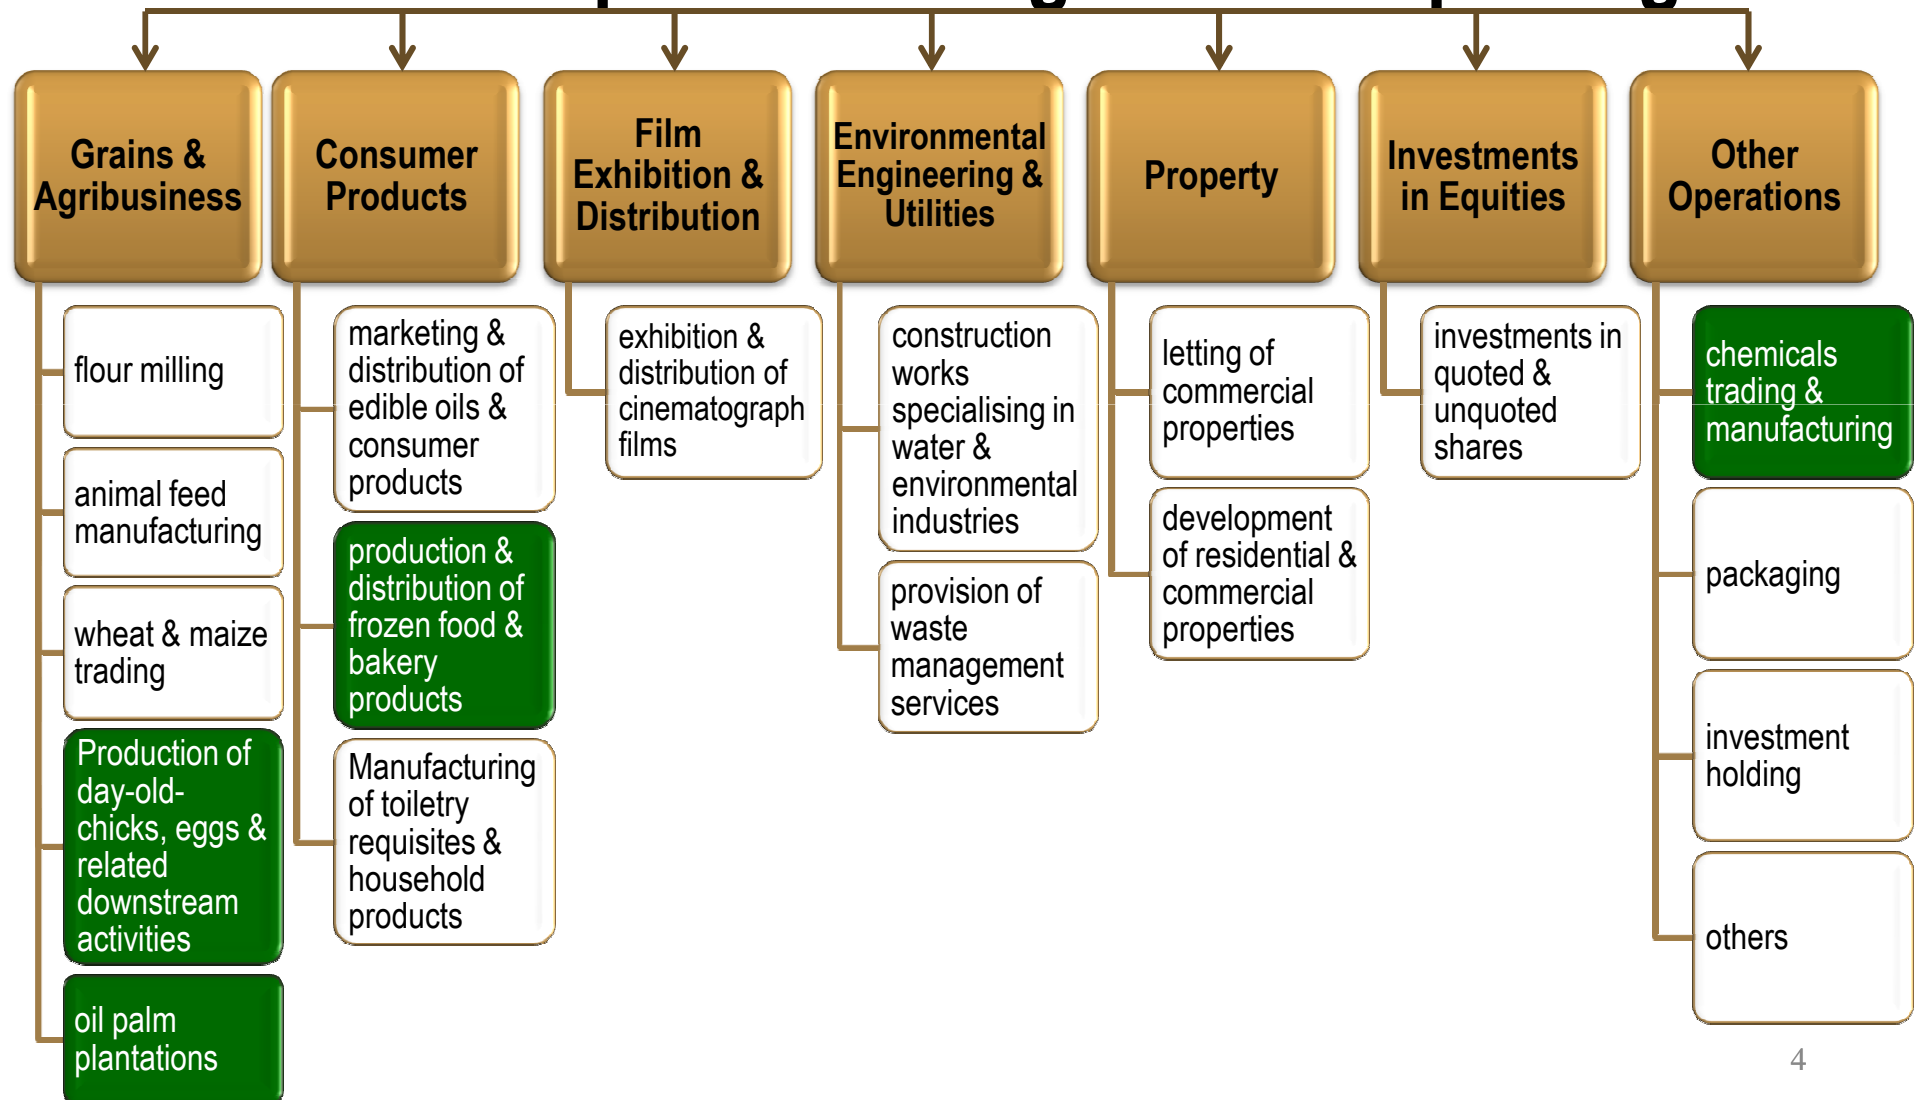 Grains &
Agribusiness
flour milling
animal feed
manufacturing
wheat & maize
trading
Production of
day-old-
chicks, eggs &
related
downstream
activities
oil palm
plantations
Consumer
Products
marketing &
distribution of
edible oils &
consumer
products
production &
distribution of
frozen food &
bakery
products
Manufacturing
of toiletry
requisites &
household
products
Film
Exhibition &
Distribution
exhibition &
distribution of
cinematograph
films
Environmental
Engineering &
Utilities
construction
works
specialising in
water &
environmental
industries
provision of
waste
management
services
Property
letting of
commercial
properties
development
of residential &
commercial
properties
Investments
in Equities
investments in
quoted &
unquoted
shares
Other
Operations
chemicals
trading &
manufacturing
packaging
investment
holding
others
4